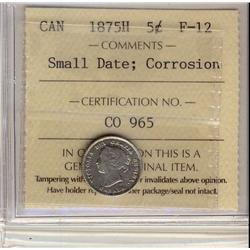 CAN 1875H 5¢ F-12
COMMENTS
Small Date; Corrosion
CERTIFICATION NO.
CO 965
IN ON THIS IS A
INAL ITEM.
Tampering with invalidates above opinion.
Have holder package/seal not intact.